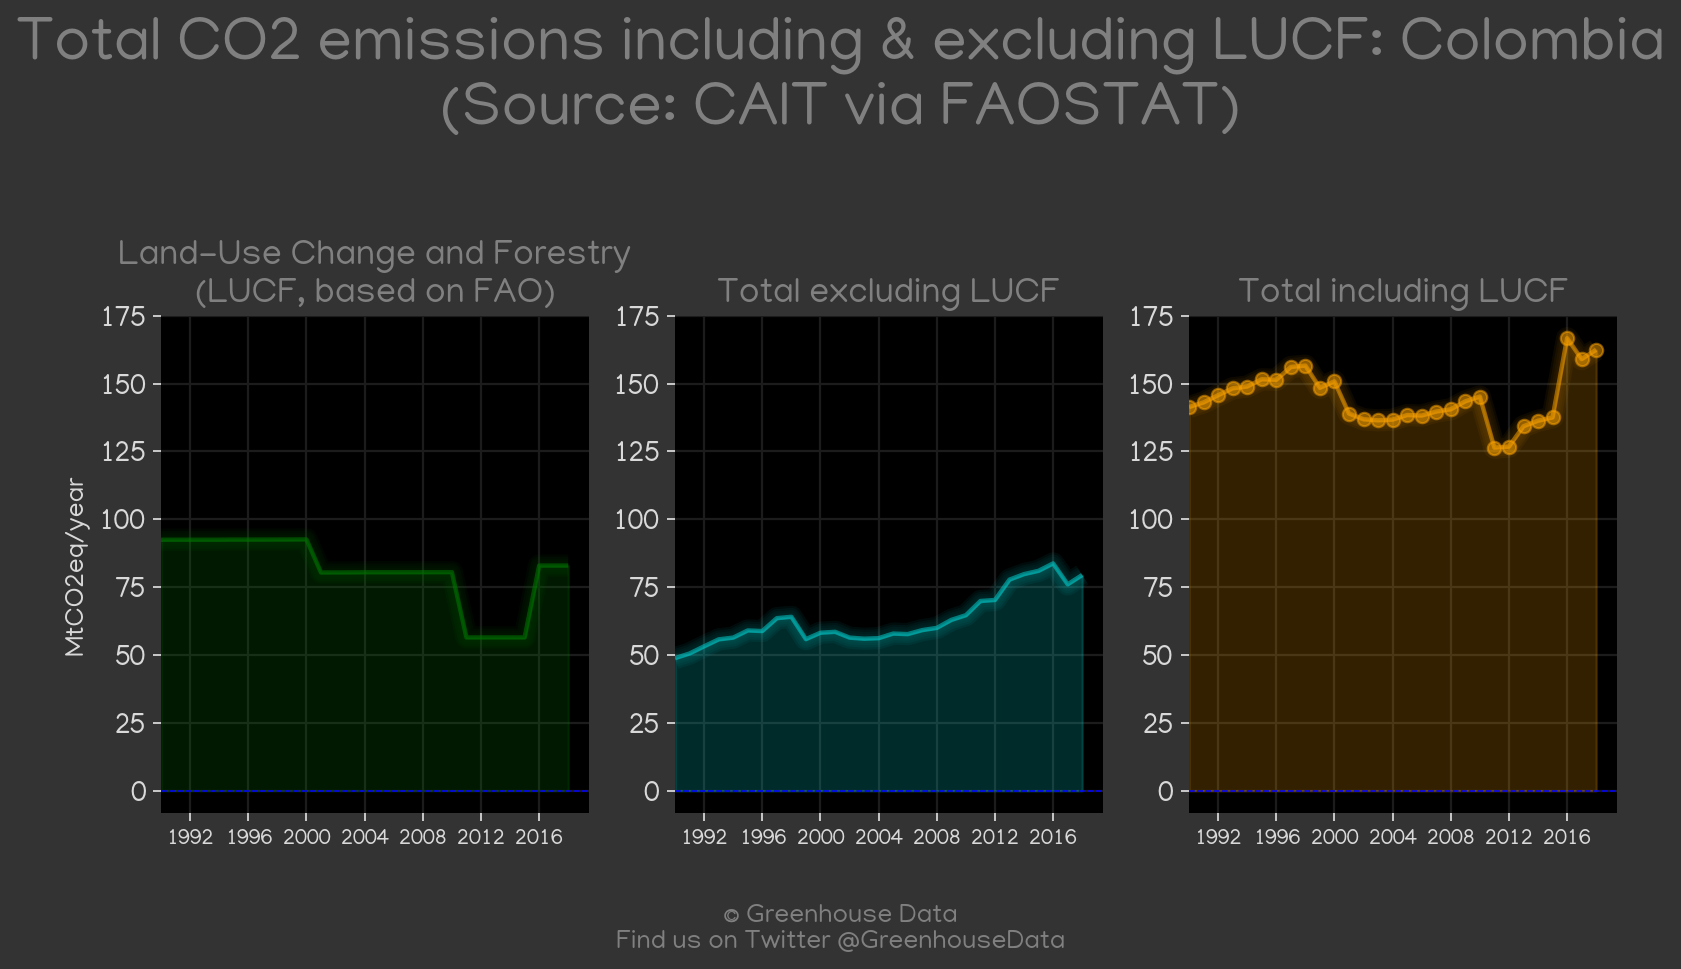 Total CO2 emissions including & excluding LUCF: Colombia
(Source: CAIT via FAOSTAT)
Land-Use Change and Forestry
(LUCF, based on FAO)
Total excluding LUCF
Total including LUCF
MtCO2eq/year
175
150
125
100
75
50
25
0
1992 1996 2000 2004 2008 2012 2016
175
150
125
100
75
50
25
0
1992 1996 2000 2004 2008 2012 2016
175
150
125
100
75
50
25
0
1992 1996 2000 2004 2008 2012 2016
© Greenhouse Data
Find us on Twitter @GreenhouseData